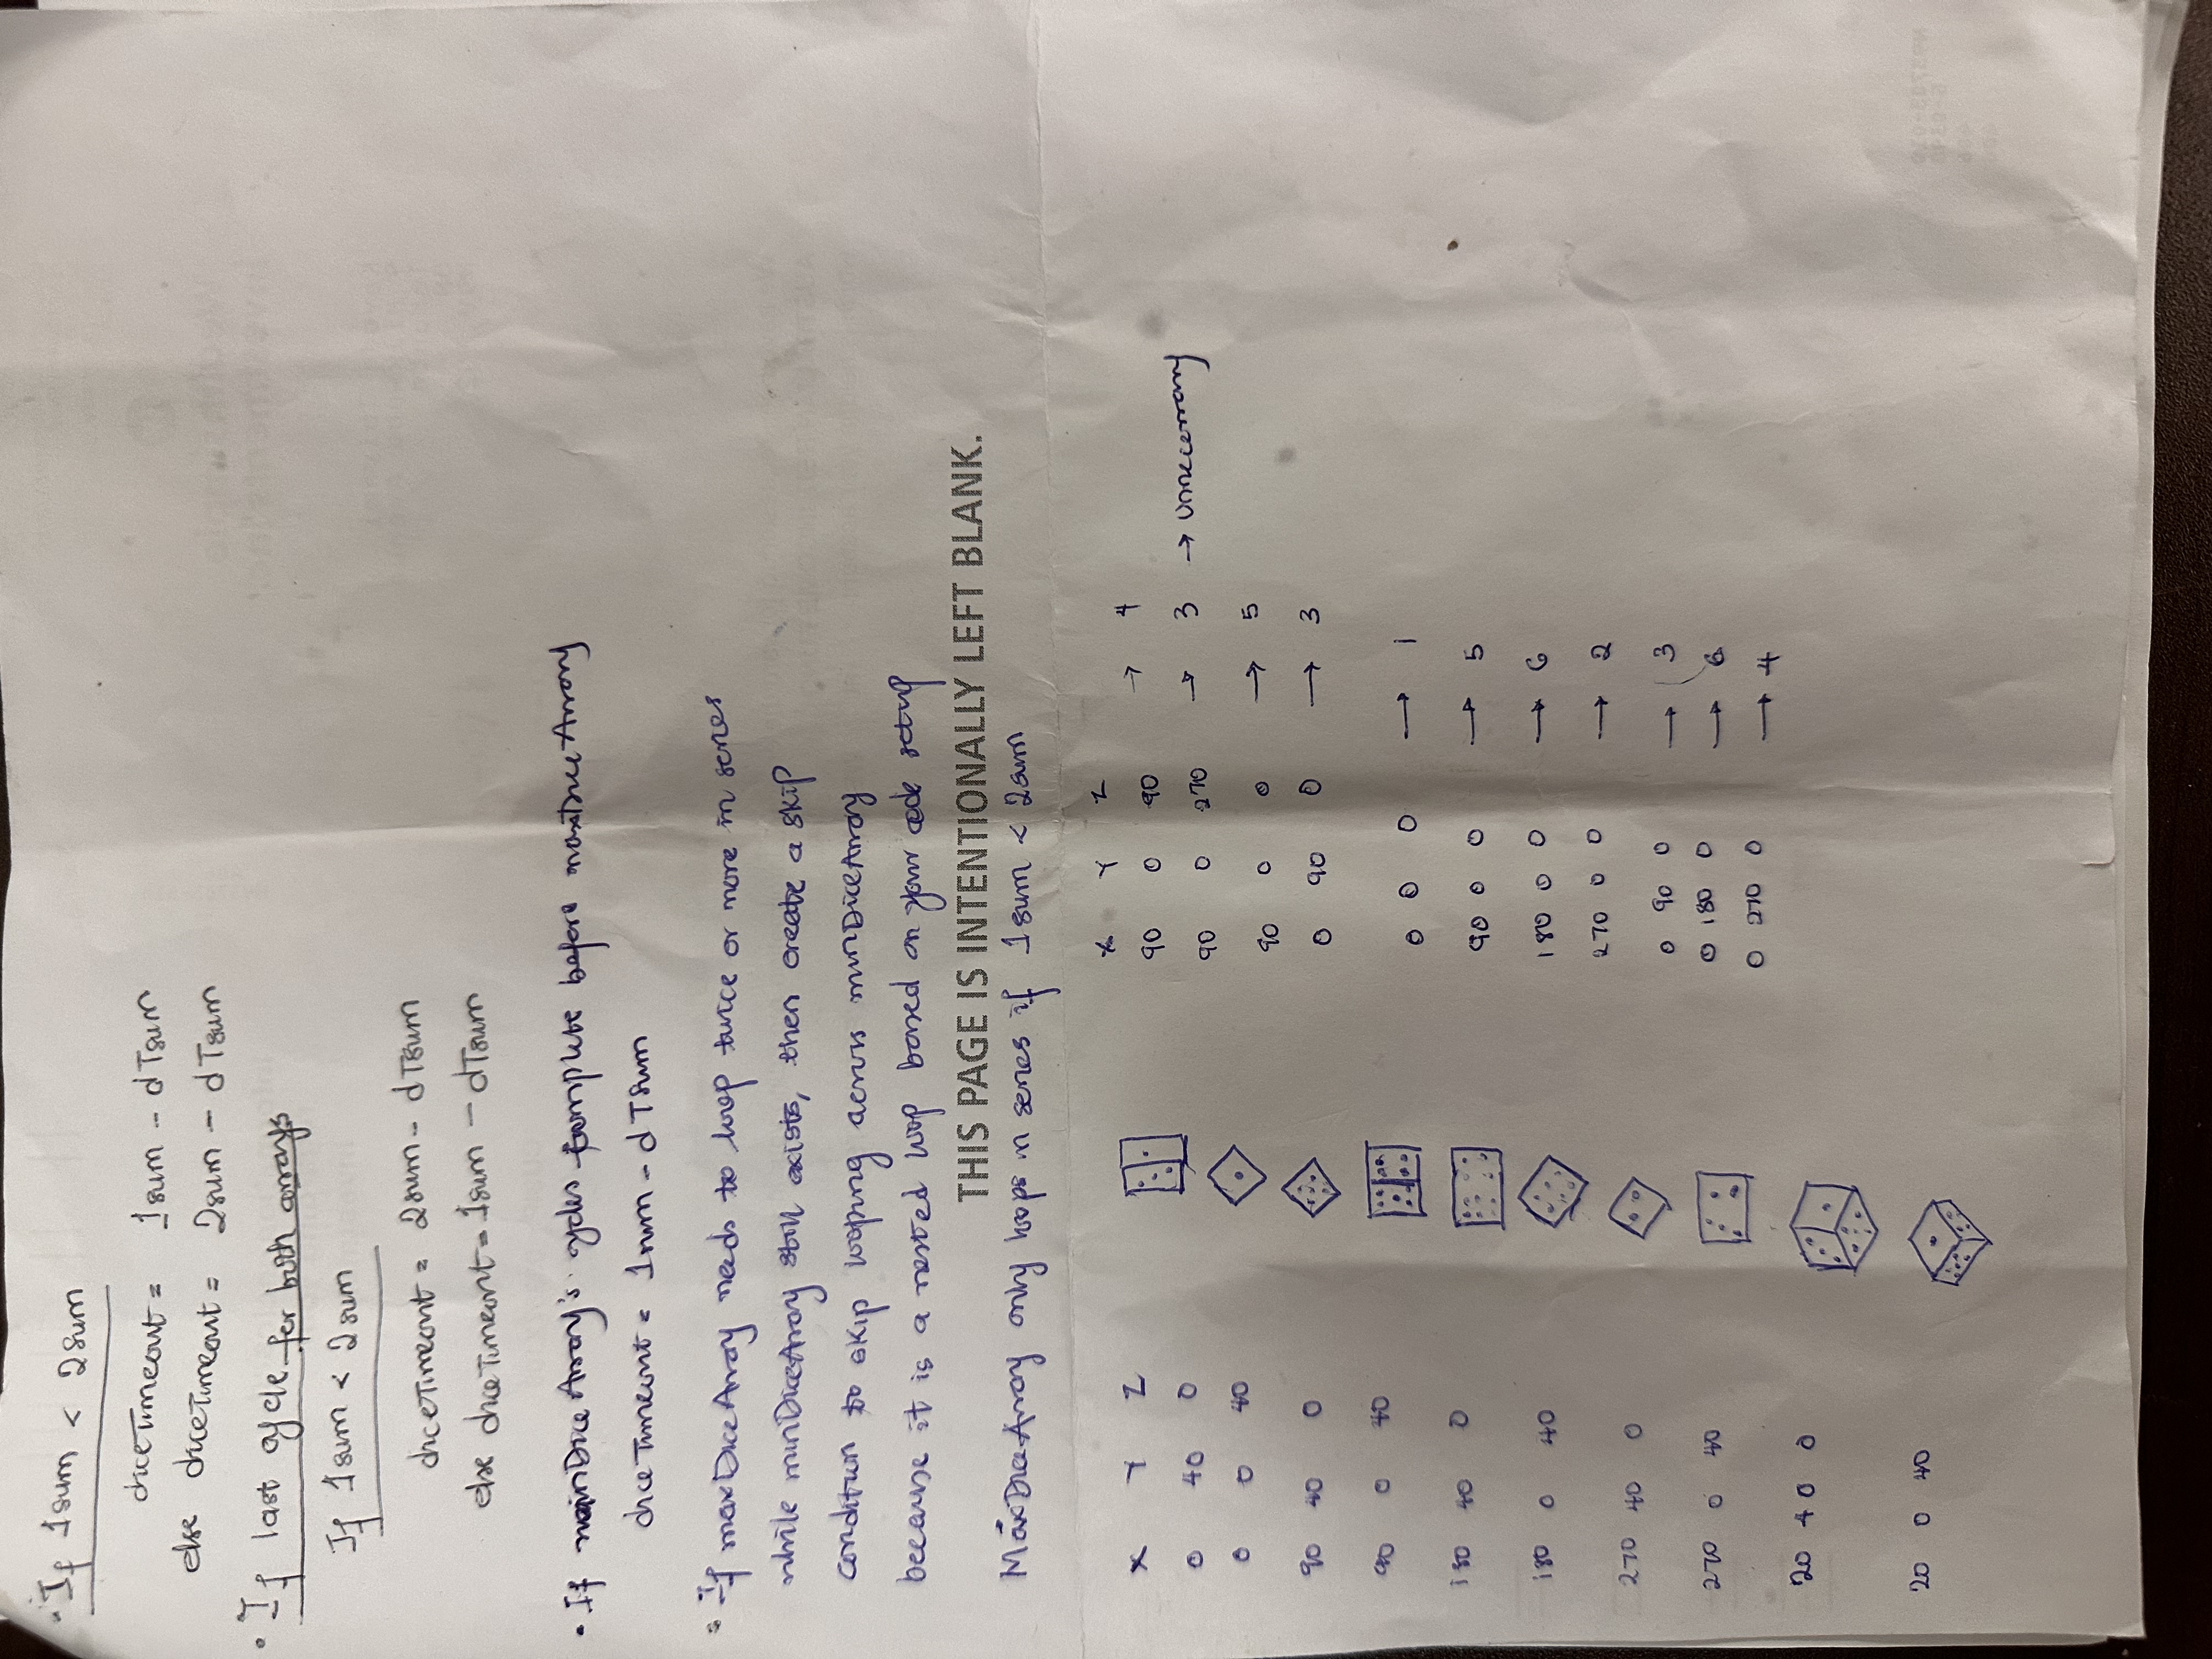 • If 1sum < 2sum
diceTimeout = 1sum - dTsum
else diceTimeout = 2sum - dTsum
• If last cycle for both arrays
If 1sum < 2sum
diceTimeout = 2sum - dTsum
else diceTimeout = 1sum - dTsum
• If minDiceArray's cycles complete before maxDiceArray
diceTimeout = 1sum - dTsum
• If maxDiceArray needs to loop twice or more in series
while minDiceArray still exists, then create a skip
condition to skip looping across minDiceArray
because it is a nested loop based on your code setup
THIS PAGE IS INTENTIONALLY LEFT BLANK.
MaxDiceArray only loops in series if 1sum < 2sum
X Y Z
0 40 0
0 0 40
90 40 0
90 0 40
180 40 0
180 0 40
270 40 0
270 0 40
20 40 0
20 0 40
X Y Z
90 0 90 → 4
90 0 270 → 3 → unnecessary
90 0 0 → 5
0 90 0 → 3
0 0 0 → 1
90 0 0 → 5
180 0 0 → 6
270 0 0 → 2
0 90 0 → 3
0 180 0 → 6
0 270 0 → 4